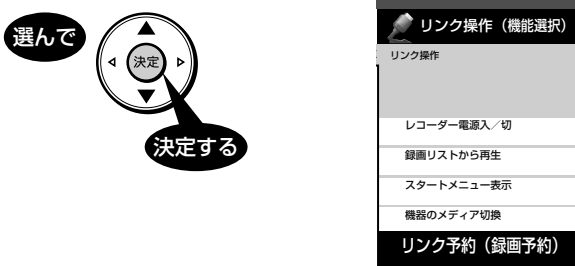 選んで
決定
決定する
リンク操作（機能選択）
リンク操作
レコーダー電源入／切
録画リストから再生
スタートメニュー表示
機器のメディア切換
リンク予約（録画予約）